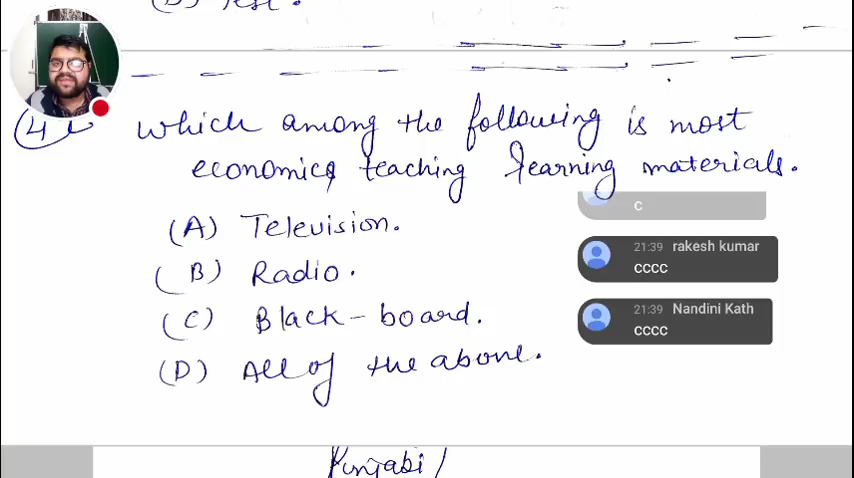 (B) Test.
(4)
Which among the following is most
economics teaching learning materials.
(A) Television.
c
(B) Radio.
21:39 rakesh kumar
cccc
(C) Black-board.
21:39 Nandini Kath
cccc
(D) All of the above.
Punjabi/